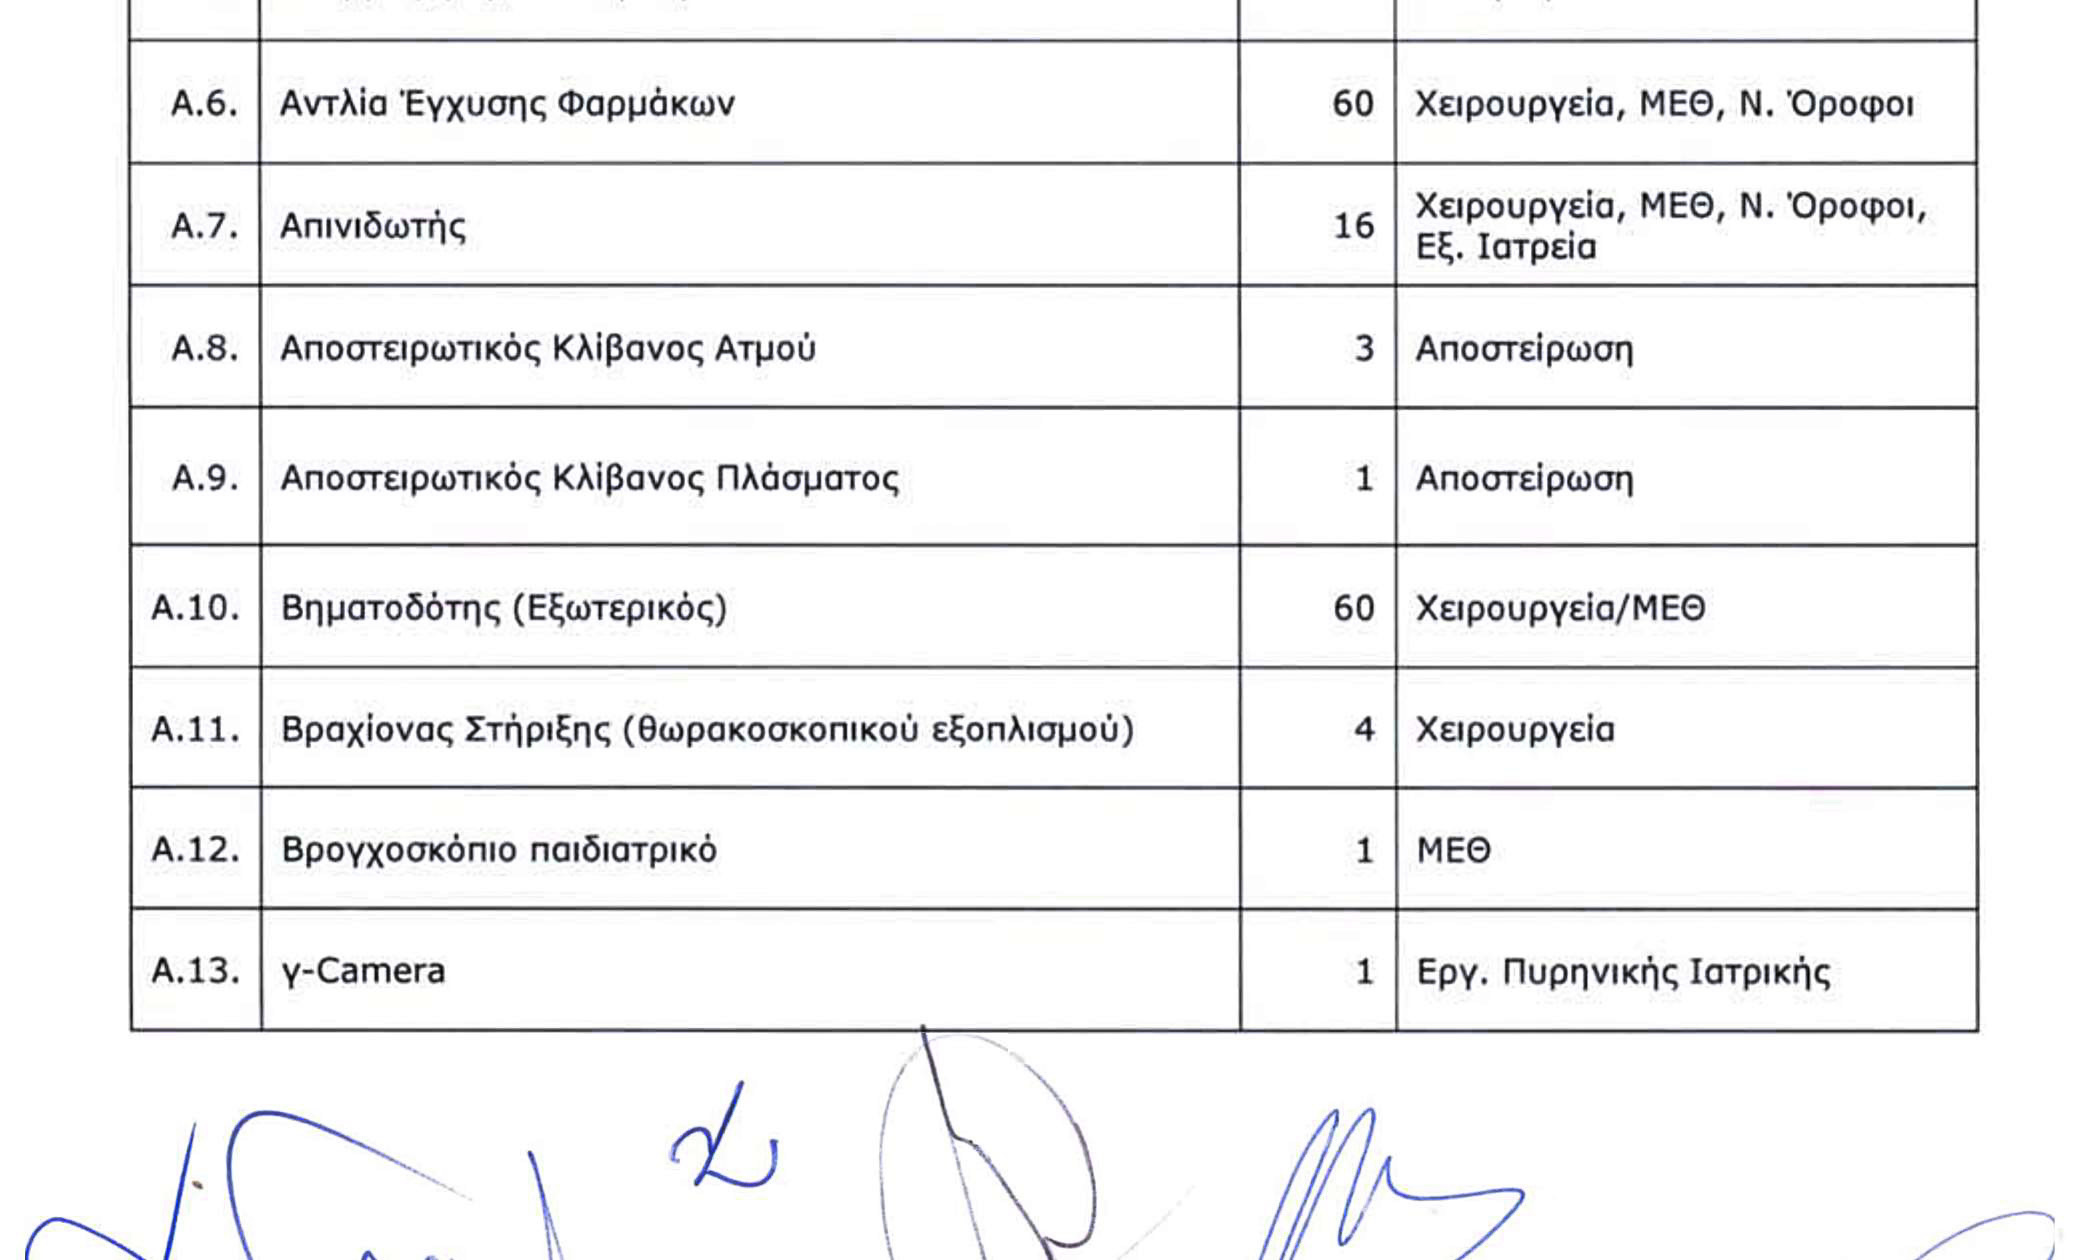 Α.6. Αντλία Έγχυσης Φαρμάκων 60 Χειρουργεία, ΜΕΘ, Ν. Όροφοι
Α.7. Απινιδωτής 16 Χειρουργεία, ΜΕΘ, Ν. Όροφοι,
Εξ. Ιατρεία
Α.8. Αποστειρωτικός Κλίβανος Ατμού 3 Αποστείρωση
Α.9. Αποστειρωτικός Κλίβανος Πλάσματος 1 Αποστείρωση
Α.10. Βηματοδότης (Εξωτερικός) 60 Χειρουργεία/ΜΕΘ
Α.11. Βραχίονας Στήριξης (θωρακοσκοπικού εξοπλισμού) 4 Χειρουργεία
Α.12. Βρογχοσκόπιο παιδιατρικό 1 ΜΕΘ
Α.13. γ-Camera 1 Εργ. Πυρηνικής Ιατρικής